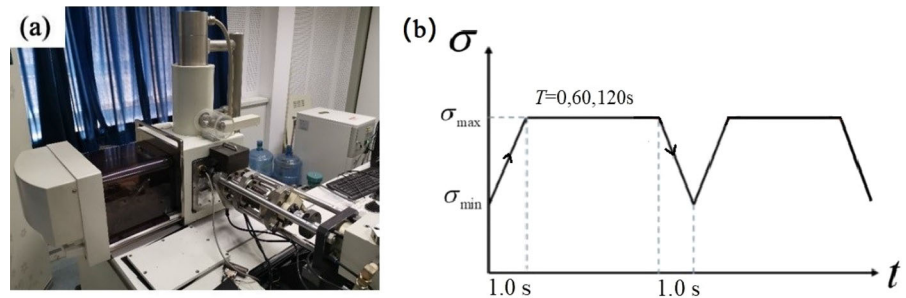 (a)
(b)
σ
T=0,60,120s
σmax
σmin
1.0 s
1.0 s
t